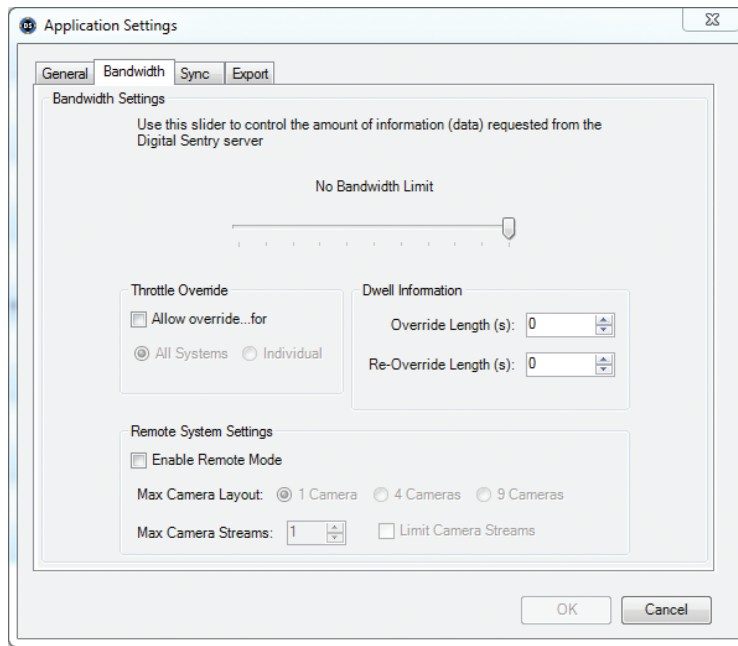 DS Application Settings
General Bandwidth Sync Export
Bandwidth Settings
Use this slider to control the amount of information (data) requested from the
Digital Sentry server
No Bandwidth Limit
Throttle Override
Allow override...for
All Systems Individual
Dwell Information
Override Length (s): 0
Re-Override Length (s): 0
Remote System Settings
Enable Remote Mode
Max Camera Layout: 1 Camera 4 Cameras 9 Cameras
Max Camera Streams: 1 Limit Camera Streams
OK Cancel